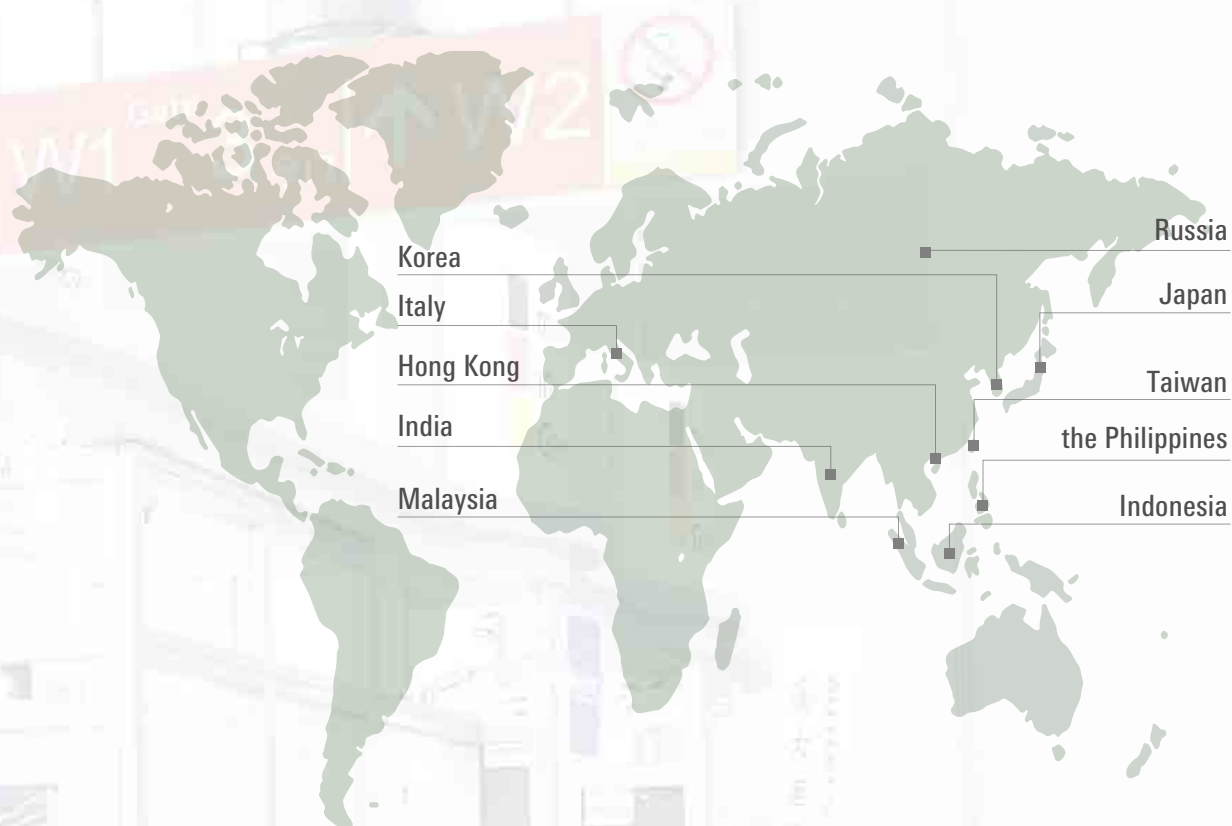 W1
W2
Korea
Italy
Hong Kong
India
Malaysia
Russia
Japan
Taiwan
the Philippines
Indonesia